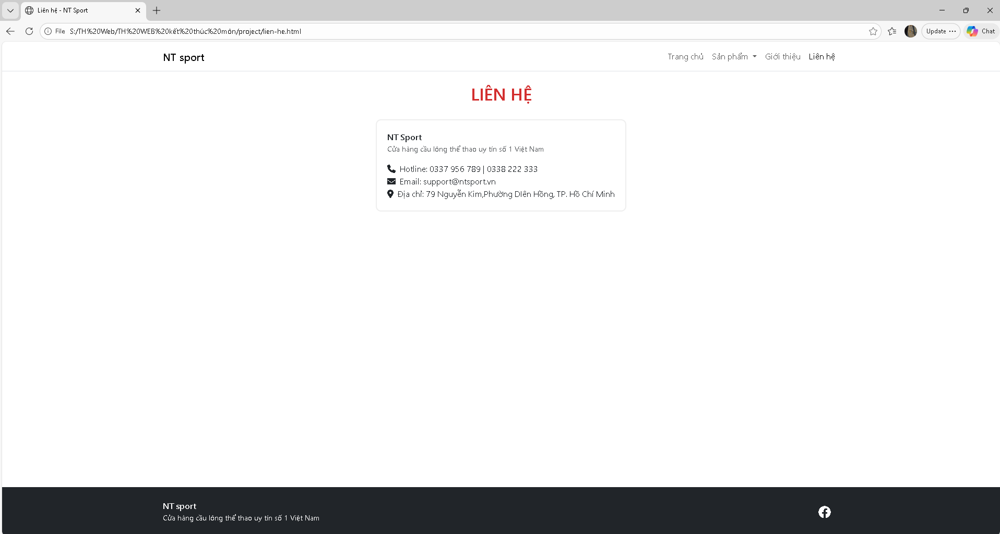 Liên hệ - NT Sport
File S:/TH%20Web/TH%20WEB%20kết%20thúc%20môn/project/lien-he.html
Update
Chat
NT sport
Trang chủ Sản phẩm Giới thiệu Liên hệ
LIÊN HỆ
NT Sport
Cửa hàng cầu lông thể thao uy tín số 1 Việt Nam
Hotline: 0337 956 789 | 0338 222 333
Email: support@ntsport.vn
Địa chỉ: 79 Nguyễn Kim,Phường DIên Hồng, TP. Hồ Chí Minh
NT sport
Cửa hàng cầu lông thể thao uy tín số 1 Việt Nam